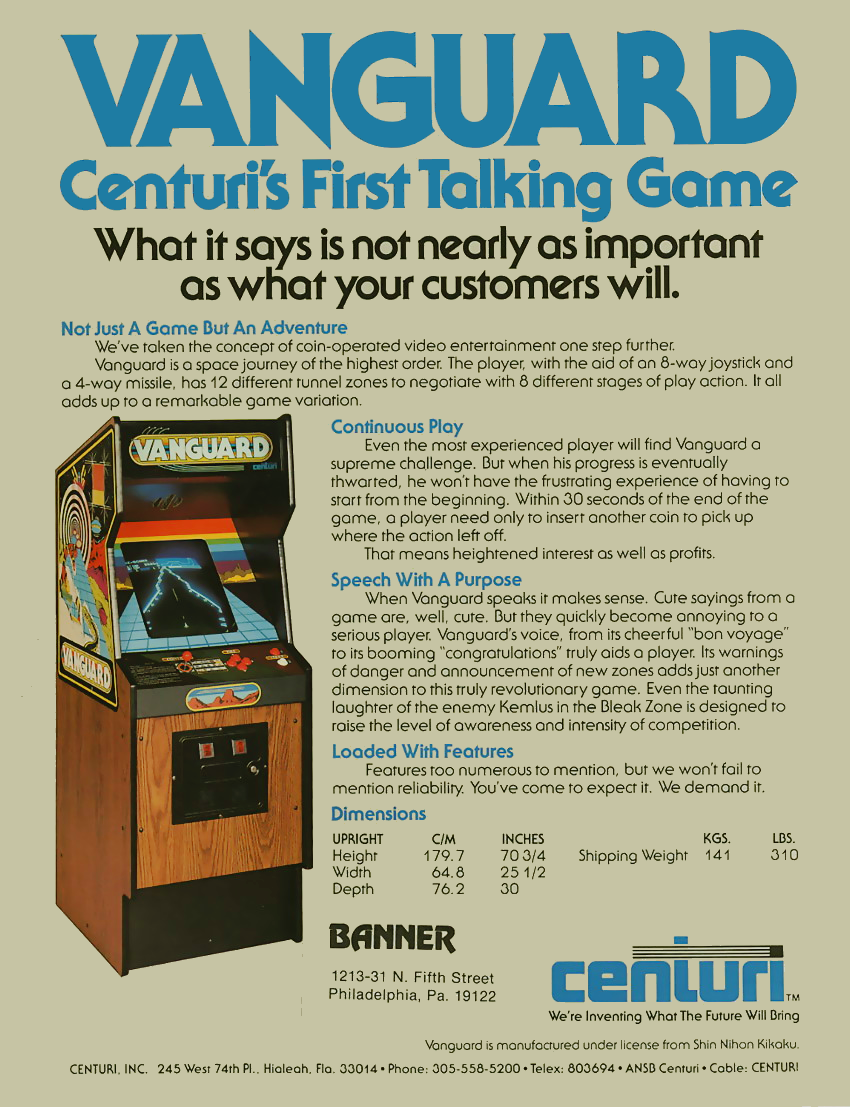 VANGUARD
Centuri's First Talking Game
What it says is not nearly as important
as what your customers will.
Not Just A Game But An Adventure
We've taken the concept of coin-operated video entertainment one step further.
Vanguard is a space journey of the highest order. The player, with the aid of an 8-way joystick and
a 4-way missile, has 12 different tunnel zones to negotiate with 8 different stages of play action. It all
adds up to a remarkable game variation.
VANGUARD
centuri
VANGUARD
Continuous Play
Even the most experienced player will find Vanguard a
supreme challenge. But when his progress is eventually
thwarted, he won't have the frustrating experience of having to
start from the beginning. Within 30 seconds of the end of the
game, a player need only to insert another coin to pick up
where the action left off.
That means heightened interest as well as profits.
Speech With A Purpose
When Vanguard speaks it makes sense. Cute sayings from a
game are, well, cute. But they quickly become annoying to a
serious player. Vanguard's voice, from its cheerful "bon voyage"
to its booming "congratulations" truly aids a player. Its warnings
of danger and announcement of new zones adds just another
dimension to this truly revolutionary game. Even the taunting
laughter of the enemy Kemlus in the Bleak Zone is designed to
raise the level of awareness and intensity of competition.
Loaded With Features
Features too numerous to mention, but we won't fail to
mention reliability. You've come to expect it. We demand it.
Dimensions
UPRIGHT C/M INCHES KGS. LBS.
Height 179.7 70 3/4 Shipping Weight 141 310
Width 64.8 25 1/2
Depth 76.2 30
BANNER
1213-31 N. Fifth Street
Philadelphia, Pa. 19122
centuri TM
We're Inventing What The Future Will Bring
Vanguard is manufactured under license from Shin Nihon Kikaku.
CENTURI, INC. 245 West 74th Pl., Hialeah, Fla. 33014 • Phone: 305-558-5200 • Telex: 803694 • ANSB Centuri • Cable: CENTURI